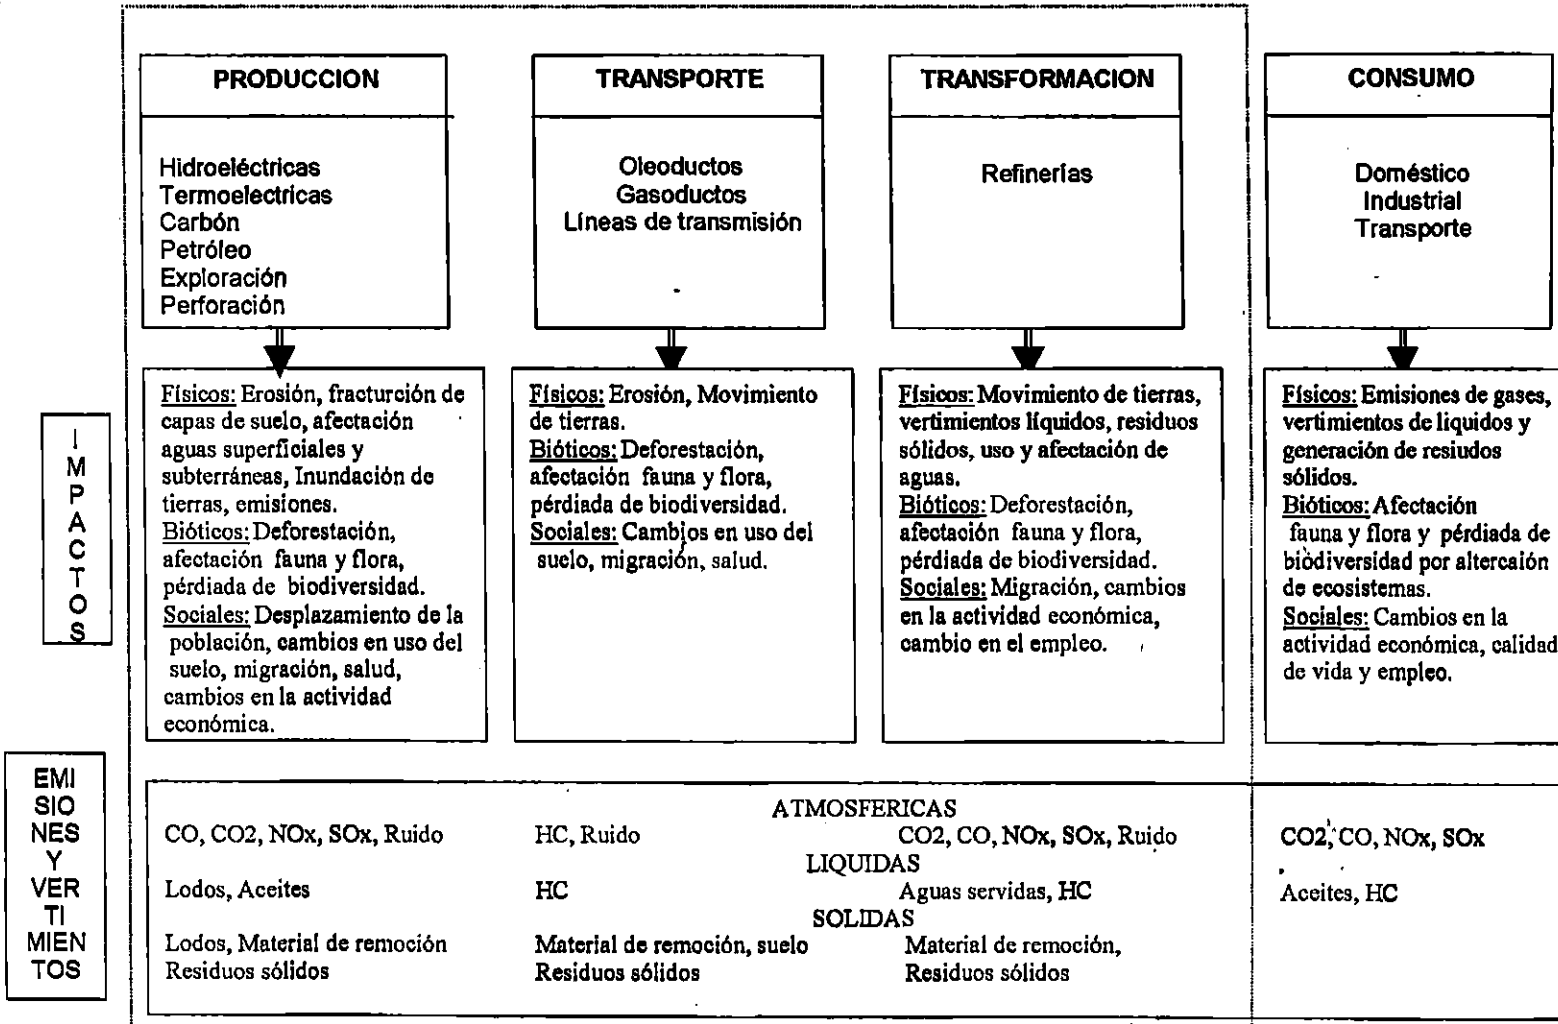 PRODUCCION
Hidroeléctricas
Termoelectricas
Carbón
Petróleo
Exploración
Perforación
TRANSPORTE
Oleoductos
Gasoductos
Líneas de transmisión
TRANSFORMACION
Refinerías
CONSUMO
Doméstico
Industrial
Transporte
I
M
P
A
C
T
O
S
Físicos: Erosión, fracturción de
capas de suelo, afectación
aguas superficiales y
subterráneas, Inundación de
tierras, emisiones.
Bióticos: Deforestación,
afectación fauna y flora,
pérdiada de biodiversidad.
Sociales: Desplazamiento de la
población, cambios en uso del
suelo, migración, salud,
cambios en la actividad
económica.
Físicos: Erosión, Movimiento
de tierras.
Bióticos: Deforestación,
afectación fauna y flora,
pérdiada de biodiversidad.
Sociales: Cambios en uso del
suelo, migración, salud.
Físicos: Movimiento de tierras,
vertimientos líquidos, residuos
sólidos, uso y afectación de
aguas.
Bióticos: Deforestación,
afectación fauna y flora,
pérdiada de biodiversidad.
Sociales: Migración, cambios
en la actividad económica,
cambio en el empleo.
Físicos: Emisiones de gases,
vertimientos de liquidos y
generación de resiudos
sólidos.
Bióticos: Afectación
fauna y flora y pérdiada de
biodiversidad por altercaión
de ecosistemas.
Sociales: Cambios en la
actividad económica, calidad
de vida y empleo.
EMI
SIO
NES
Y
VER
TI
MIEN
TOS
ATMOSFERICAS
CO, CO2, NOx, SOx, Ruido HC, Ruido CO2, CO, NOx, SOx, Ruido CO2, CO, NOx, SOx
LIQUIDAS
Lodos, Aceites HC Aguas servidas, HC Aceites, HC
SOLIDAS
Lodos, Material de remoción Material de remoción, suelo Material de remoción,
Residuos sólidos Residuos sólidos Residuos sólidos